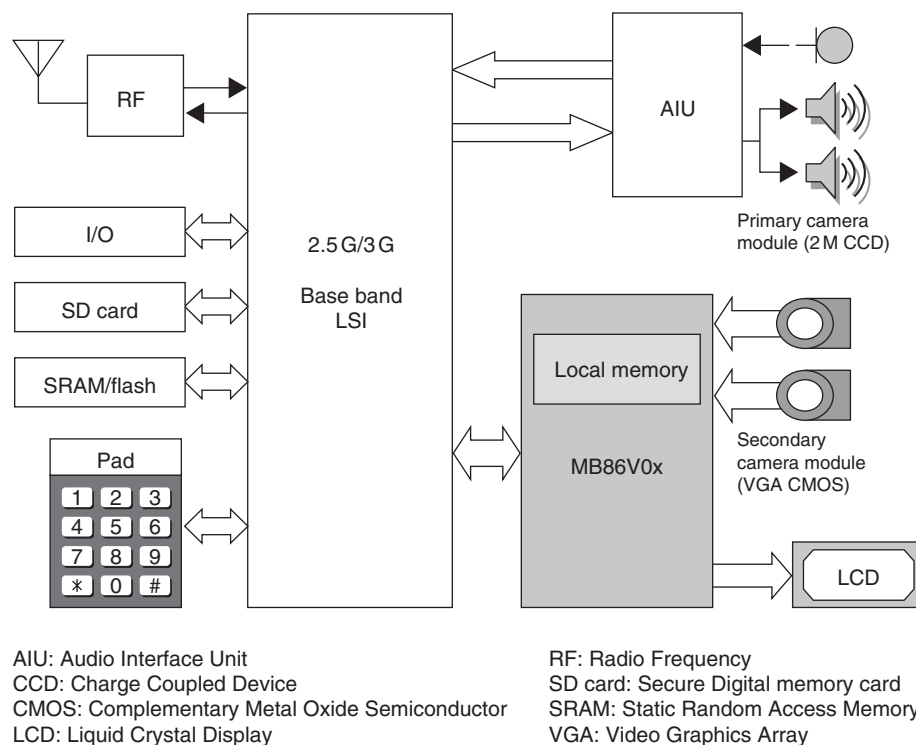 RF
AIU
Primary camera
module (2 M CCD)
I/O
2.5 G/3 G
Base band
LSI
SD card
SRAM/flash
Local memory
MB86V0x
Secondary
camera module
(VGA CMOS)
Pad
1 2 3
4 5 6
7 8 9
* 0 #
LCD
AIU: Audio Interface Unit
CCD: Charge Coupled Device
CMOS: Complementary Metal Oxide Semiconductor
LCD: Liquid Crystal Display
RF: Radio Frequency
SD card: Secure Digital memory card
SRAM: Static Random Access Memory
VGA: Video Graphics Array